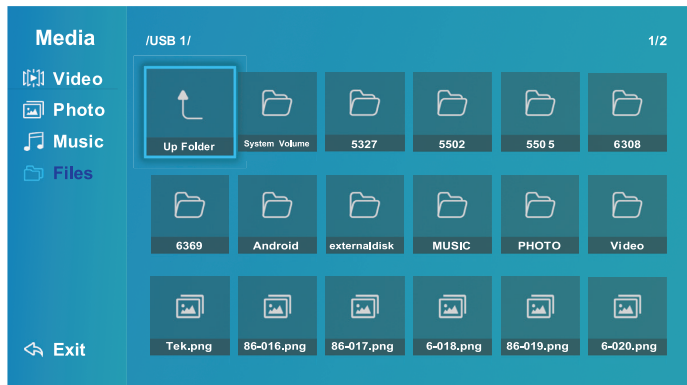 Media
/USB 1/
1/2
Video
Photo
Music
Files
Exit
Up Folder
System Volume
5327
5502
550 5
6308
6369
Android
externaldisk
MUSIC
PHOTO
Video
Tek.png
86-016.png
86-017.png
6-018.png
86-019.png
6-020.png